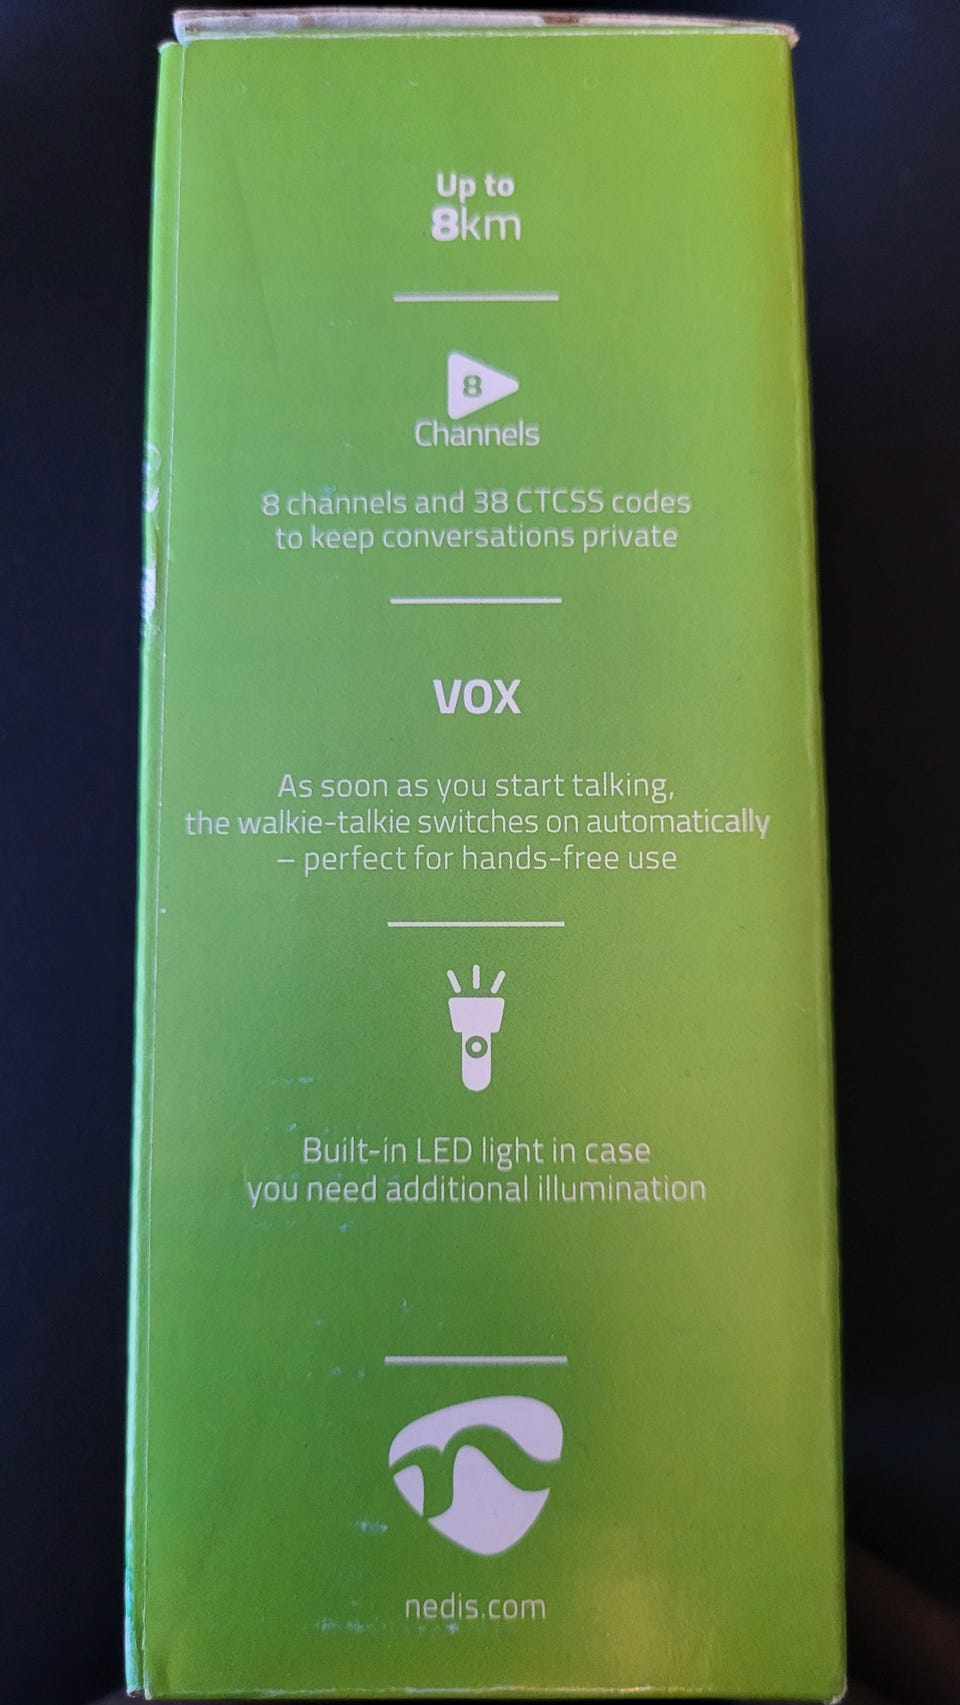 Up to
8km
8
Channels
8 channels and 38 CTCSS codes
to keep conversations private
VOX
As soon as you start talking,
the walkie-talkie switches on automatically
– perfect for hands-free use
Built-in LED light in case
you need additional illumination
nedis.com